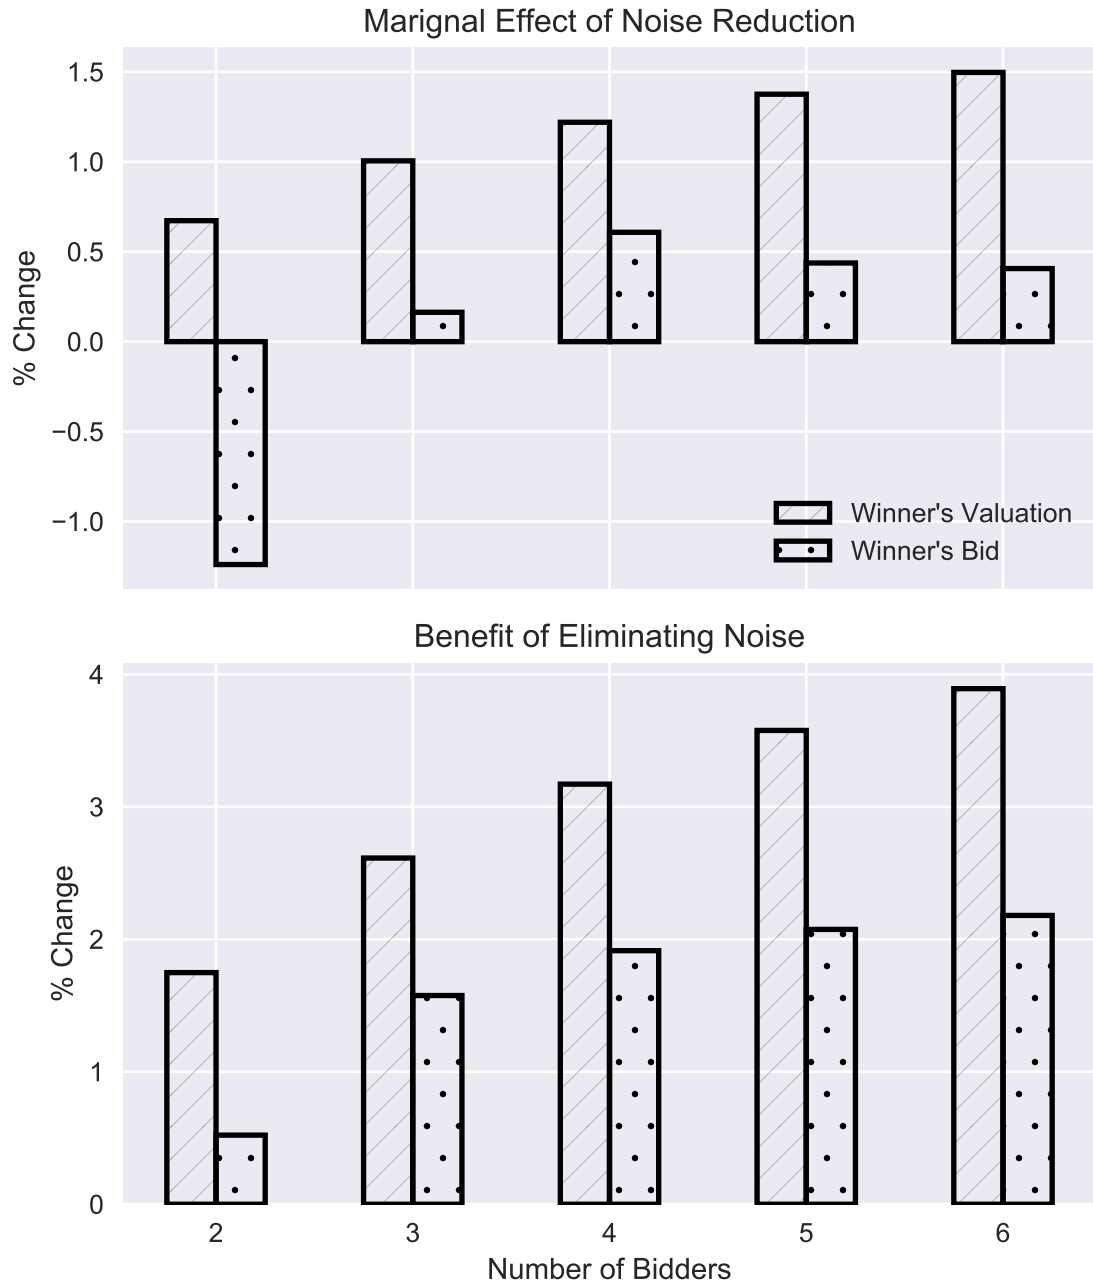 Marignal Effect of Noise Reduction
1.5
1.0
0.5
0.0
−0.5
−1.0
% Change
Winner's Valuation
Winner's Bid
Benefit of Eliminating Noise
4
3
2
1
0
% Change
2 3 4 5 6
Number of Bidders